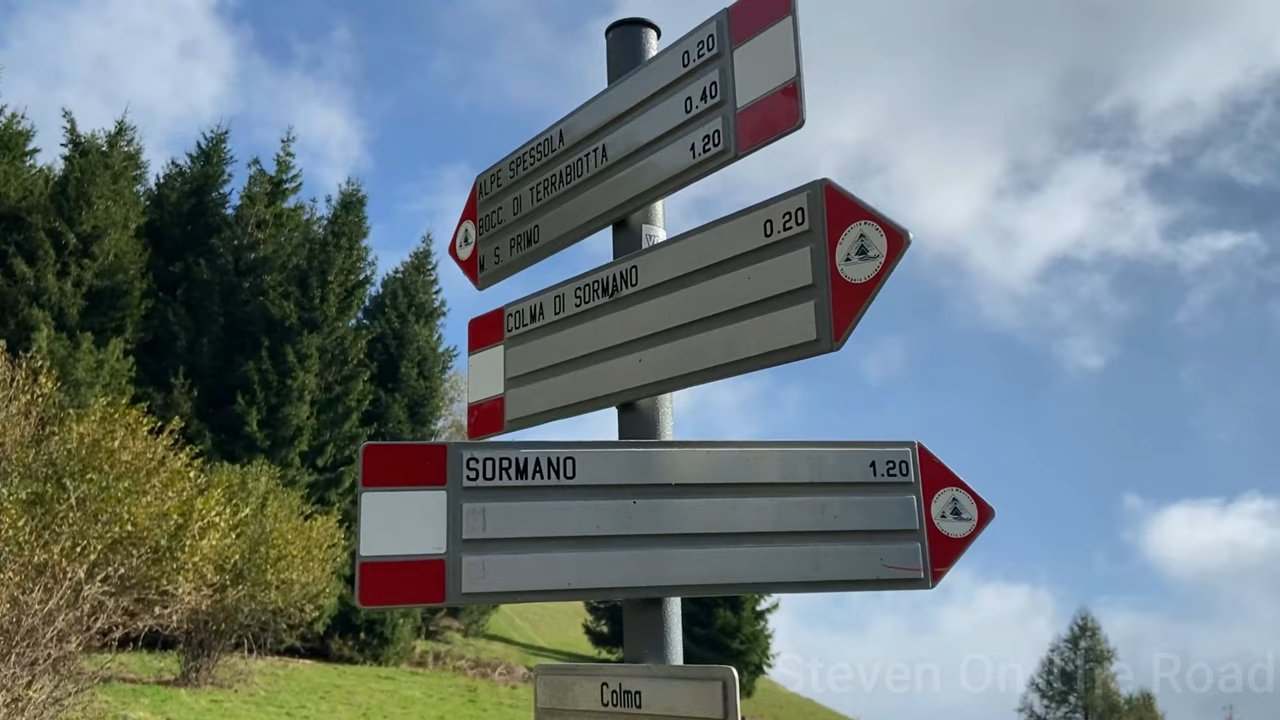 ALPE SPESSOLA 0.20
BOCC. DI TERRABIOTTA 0.40
M. S. PRIMO 1.20
COLMA DI SORMANO 0.20
SORMANO 1.20
Colma
Steven On The Road